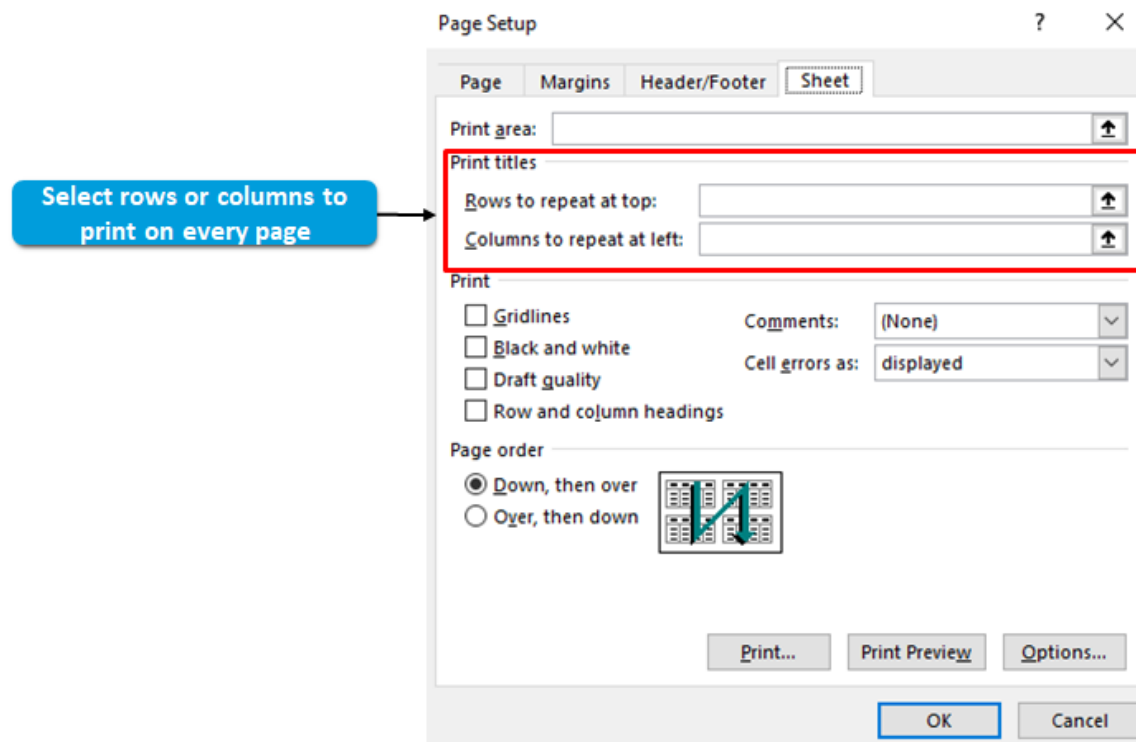 Page Setup
?
Page
Margins
Header/Footer
Sheet
Print area:
Print titles
Select rows or columns to
print on every page
Rows to repeat at top:
Columns to repeat at left:
Print
Gridlines
Comments:
(None)
Black and white
Cell errors as:
displayed
Draft quality
Row and column headings
Page order
Down, then over
Over, then down
Print...
Print Preview
Options...
OK
Cancel